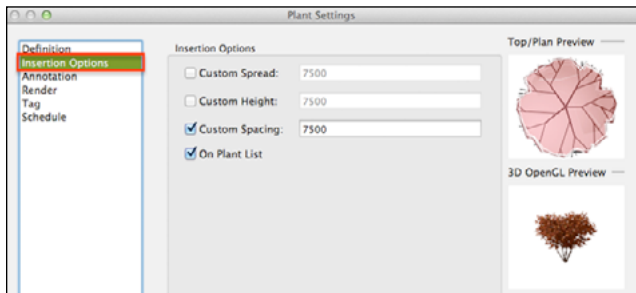 Plant Settings
Definition
Insertion Options
Annotation
Render
Tag
Schedule
Insertion Options
Custom Spread: 7500
Custom Height: 7500
Custom Spacing: 7500
On Plant List
Top/Plan Preview
3D OpenGL Preview